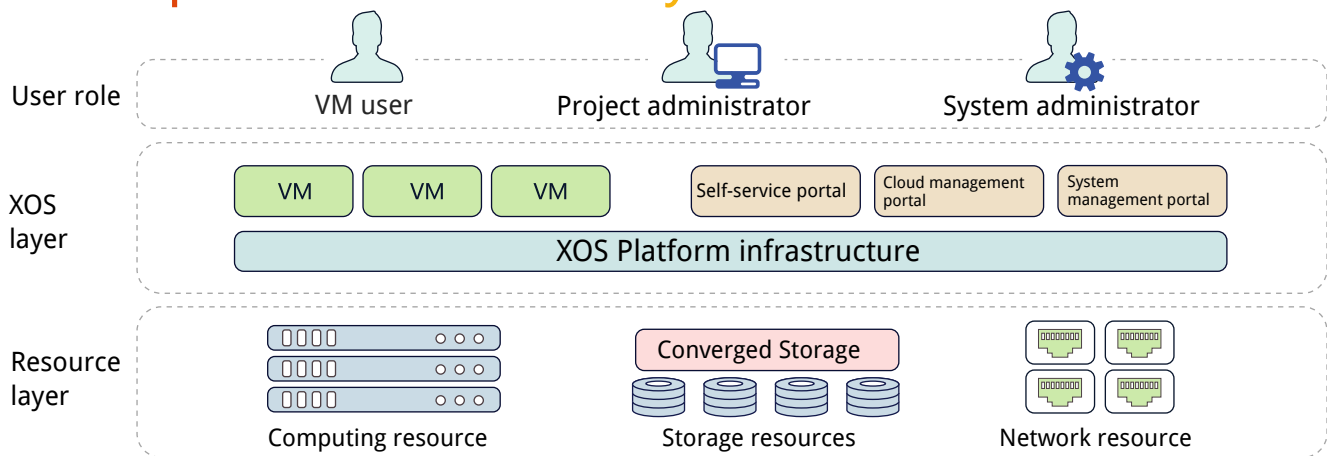 User role
VM user
Project administrator
System administrator
XOS
layer
VM
VM
VM
Self-service portal
Cloud management
portal
System
management portal
XOS Platform infrastructure
Resource
layer
Converged Storage
Computing resource
Storage resources
Network resource